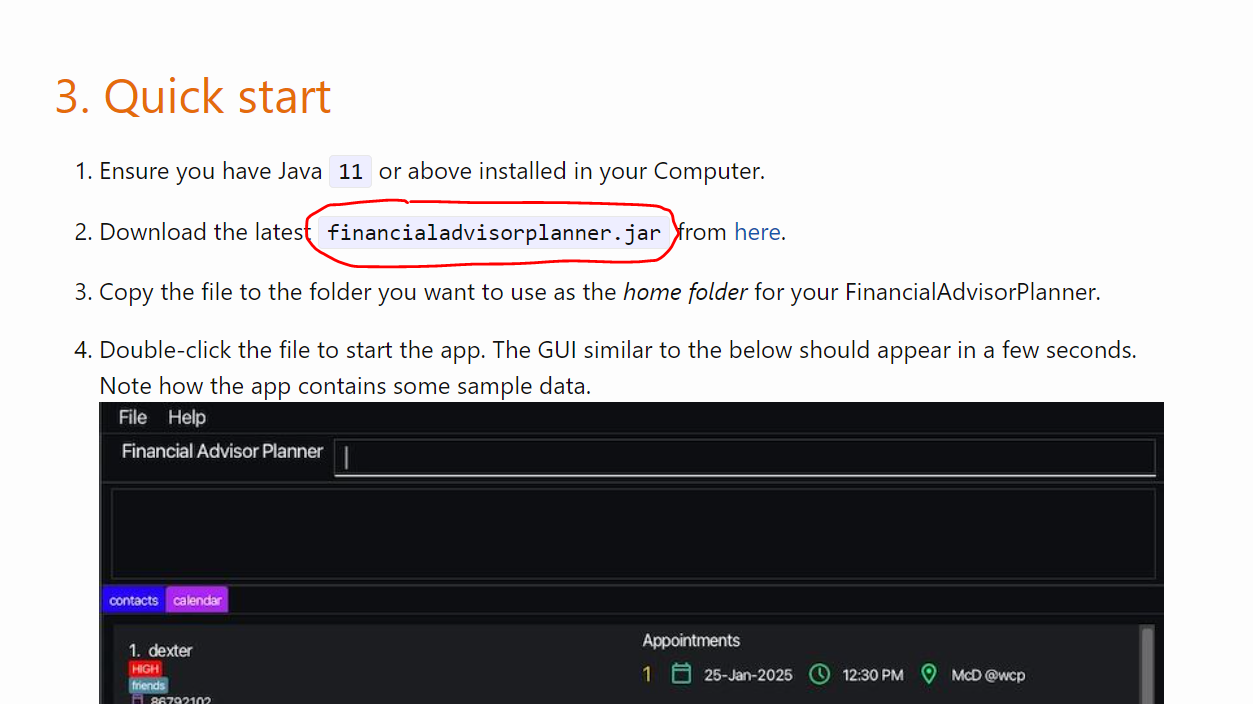 3. Quick start
1. Ensure you have Java 11 or above installed in your Computer.
2. Download the latest financialadvisorplanner.jar from here.
3. Copy the file to the folder you want to use as the home folder for your FinancialAdvisorPlanner.
4. Double-click the file to start the app. The GUI similar to the below should appear in a few seconds.
Note how the app contains some sample data.
File Help
Financial Advisor Planner
contacts calendar
1. dexter
HIGH
friends
86792102
Appointments
1 25-Jan-2025 12:30 PM McD @wcp